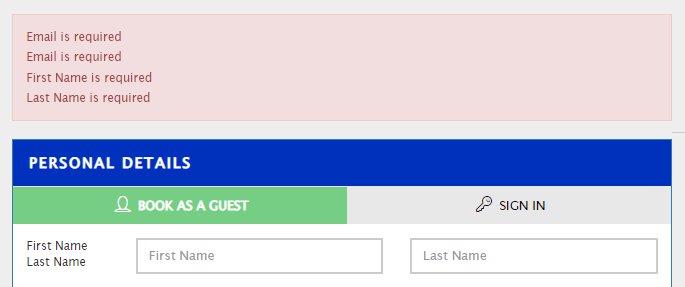 Email is required
Email is required
First Name is required
Last Name is required
PERSONAL DETAILS
BOOK AS A GUEST
SIGN IN
First Name
Last Name
First Name
Last Name